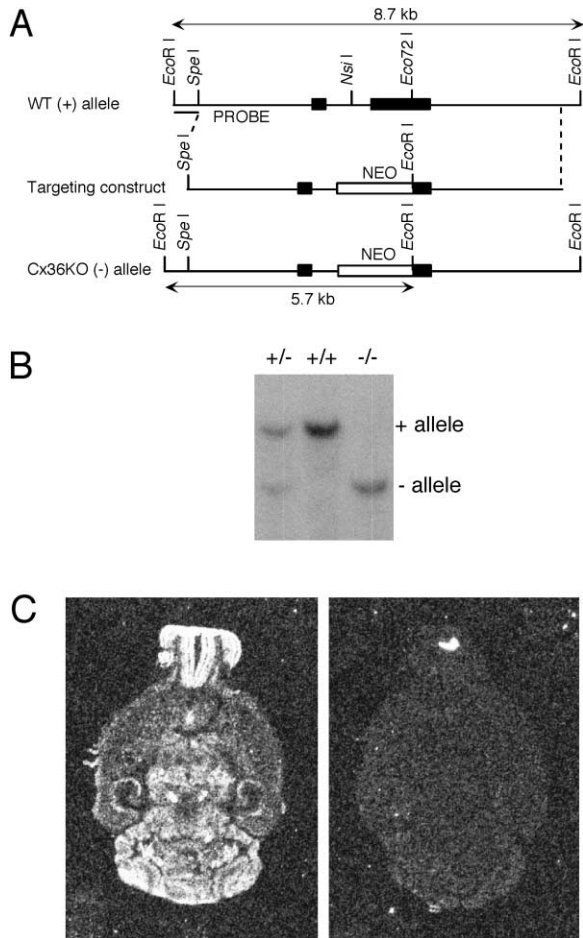 A
8.7 kb
EcoR I
Spe I
Nsi I
Eco72 I
EcoR I
WT (+) allele
PROBE
Spe I
EcoR I
NEO
Targeting construct
EcoR I
Spe I
EcoR I
EcoR I
NEO
Cx36KO (-) allele
5.7 kb
B
+/- +/+ -/-
+ allele
- allele
C